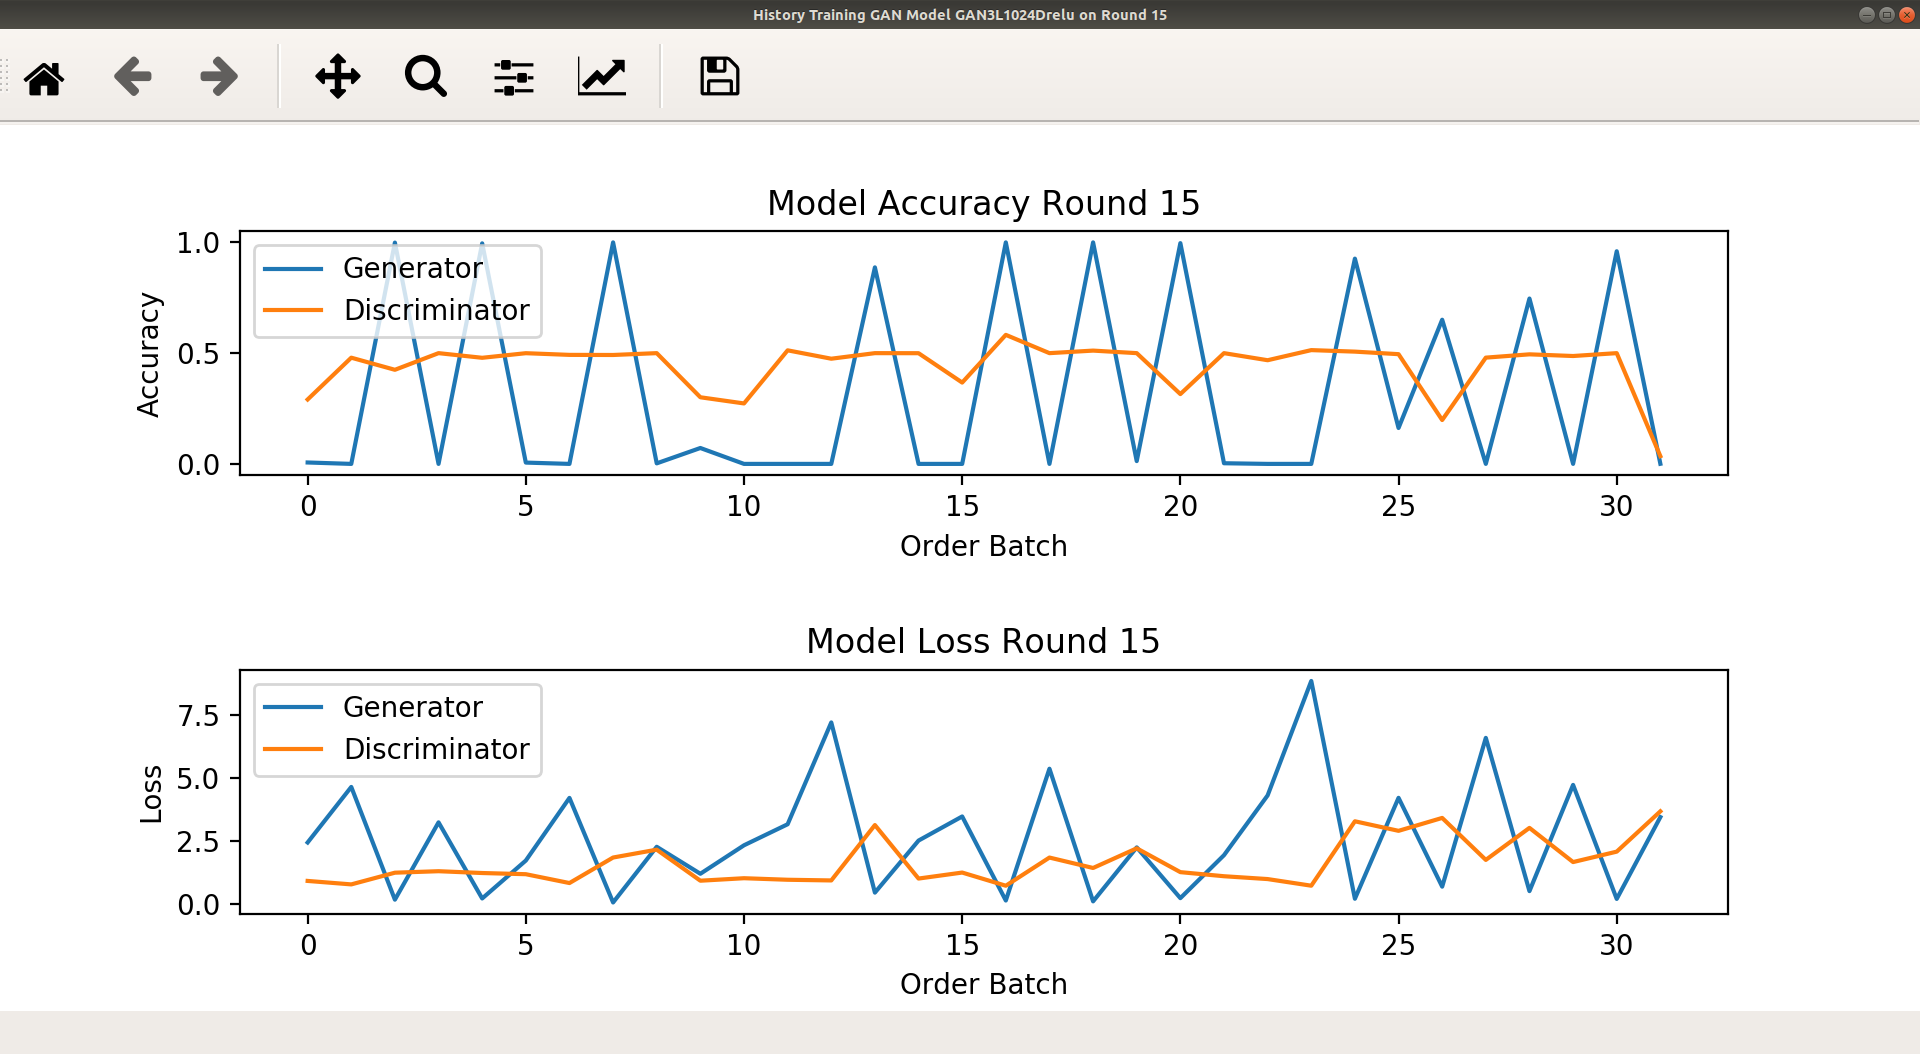 History Training GAN Model GAN3L1024Drelu on Round 15
Model Accuracy Round 15
1.0
0.5
0.0
Accuracy
Generator
Discriminator
0 5 10 15 20 25 30
Order Batch
Model Loss Round 15
7.5
5.0
2.5
0.0
Loss
Generator
Discriminator
0 5 10 15 20 25 30
Order Batch